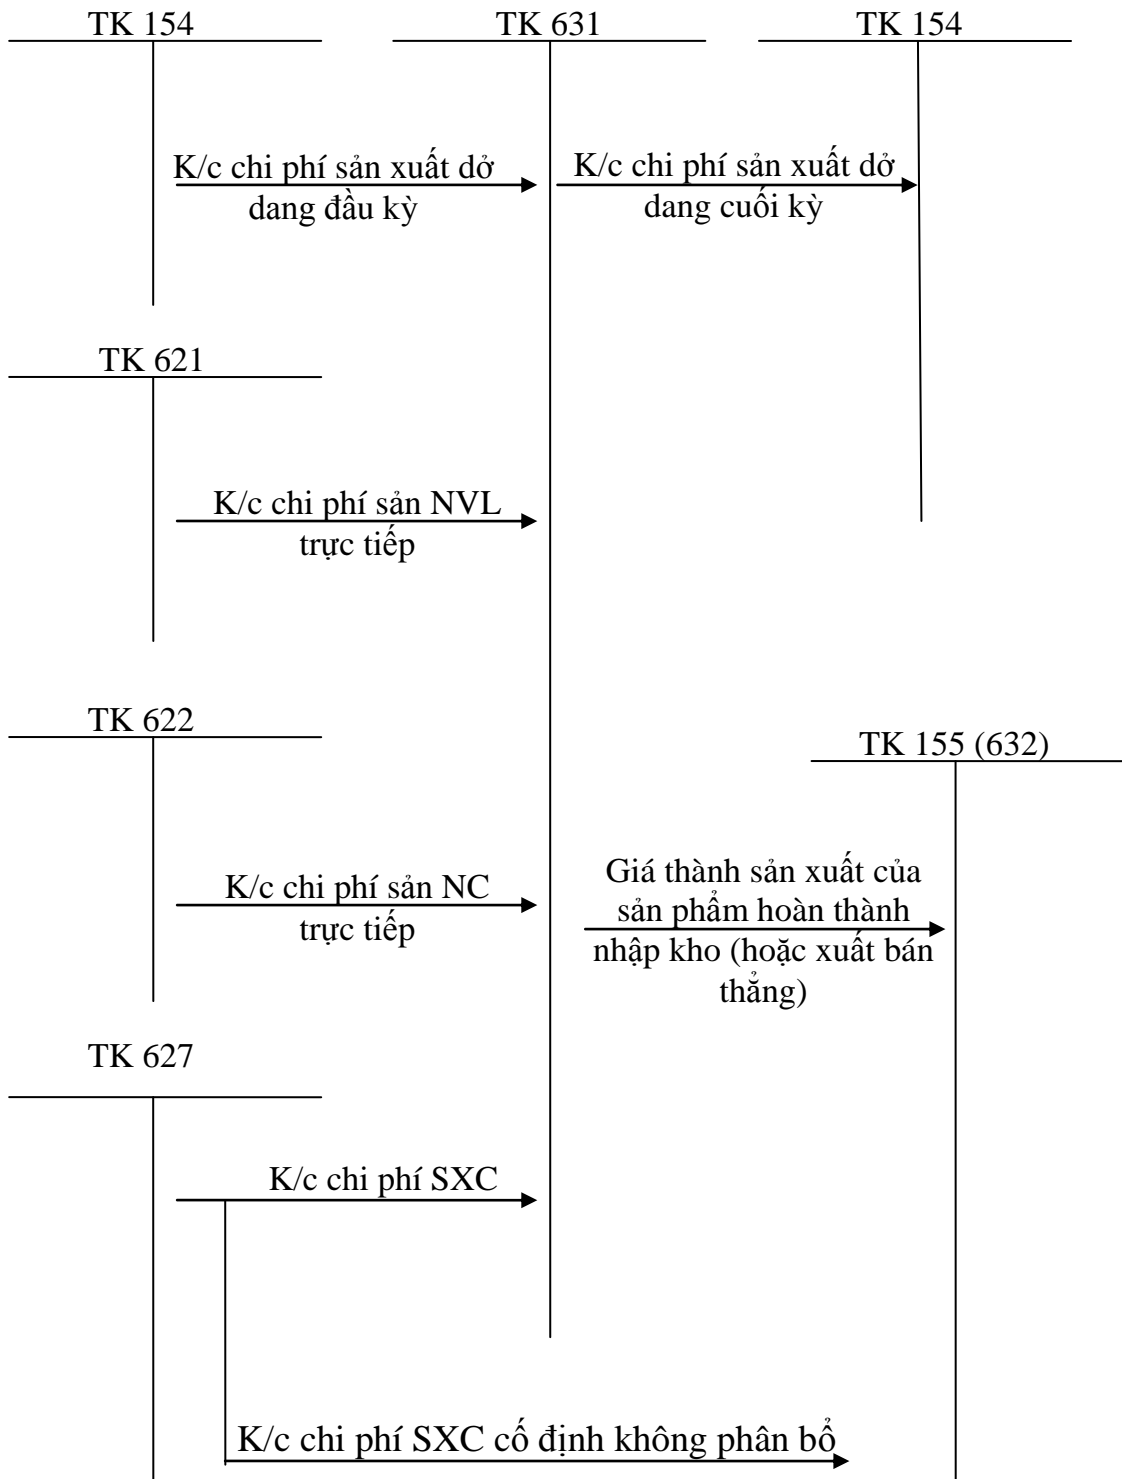 TK 154
TK 631
TK 154
K/c chi phí sản xuất dở
dang đầu kỳ
K/c chi phí sản xuất dở
dang cuối kỳ
TK 621
K/c chi phí sản NVL
trực tiếp
TK 622
TK 155 (632)
K/c chi phí sản NC
trực tiếp
Giá thành sản xuất của
sản phẩm hoàn thành
nhập kho (hoặc xuất bán
thẳng)
TK 627
K/c chi phí SXC
K/c chi phí SXC cố định không phân bổ